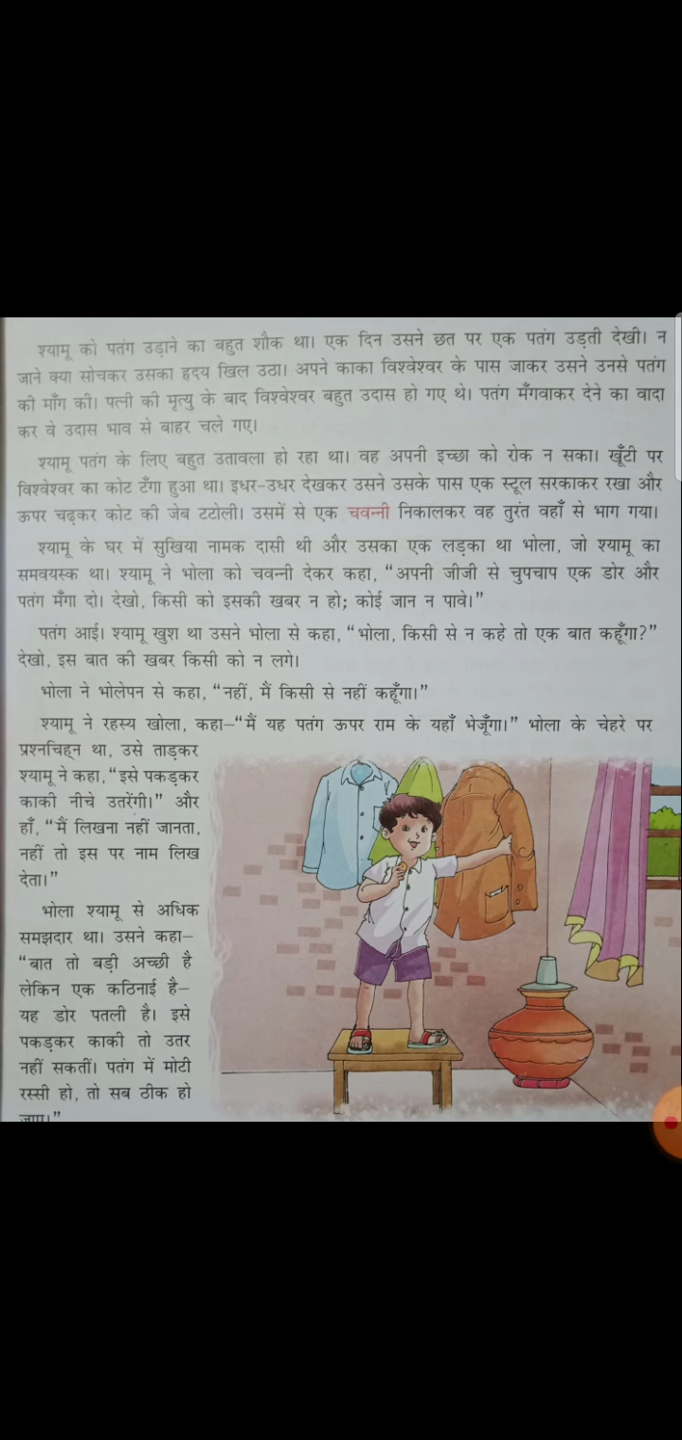 श्यामू को पतंग उड़ाने का बहुत शौक था। एक दिन उसने छत पर एक पतंग उड़ती देखी। न
जाने क्या सोचकर उसका हृदय खिल उठा। अपने काका विश्वेश्वर के पास जाकर उसने उनसे पतंग
की माँग की। पत्नी की मृत्यु के बाद विश्वेश्वर बहुत उदास हो गए थे। पतंग मँगवाकर देने का वादा
कर वे उदास भाव से बाहर चले गए।
श्यामू पतंग के लिए बहुत उतावला हो रहा था। वह अपनी इच्छा को रोक न सका। खूँटी पर
विश्वेश्वर का कोट टँगा हुआ था। इधर-उधर देखकर उसने उसके पास एक स्टूल सरकाकर रखा और
ऊपर चढ़कर कोट की जेब टटोली। उसमें से एक चवन्नी निकालकर वह तुरंत वहाँ से भाग गया।
श्यामू के घर में सुखिया नामक दासी थी और उसका एक लड़का था भोला, जो श्यामू का
समवयस्क था। श्यामू ने भोला को चवन्नी देकर कहा, “अपनी जीजी से चुपचाप एक डोर और
पतंग मँगा दो। देखो, किसी को इसकी खबर न हो; कोई जान न पावे।”
पतंग आई। श्यामू खुश था उसने भोला से कहा, “भोला, किसी से न कहे तो एक बात कहूँगा?”
देखो, इस बात की खबर किसी को न लगे।
भोला ने भोलेपन से कहा, “नहीं, मैं किसी से नहीं कहूँगा।”
श्यामू ने रहस्य खोला, कहा–“मैं यह पतंग ऊपर राम के यहाँ भेजूँगा।” भोला के चेहरे पर
प्रश्नचिह्न था, उसे ताड़कर
श्यामू ने कहा, “इसे पकड़कर
काकी नीचे उतरेंगी।” और
हाँ, “मैं लिखना नहीं जानता,
नहीं तो इस पर नाम लिख
देता।”
भोला श्यामू से अधिक
समझदार था। उसने कहा–
“बात तो बड़ी अच्छी है
लेकिन एक कठिनाई है–
यह डोर पतली है। इसे
पकड़कर काकी तो उतर
नहीं सकतीं। पतंग में मोटी
रस्सी हो, तो सब ठीक हो
जाए।”